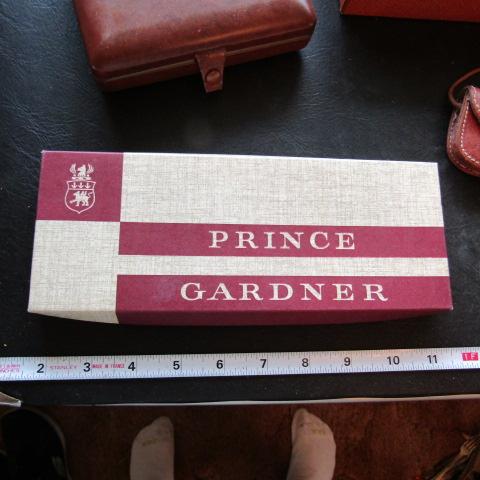 PRINCE
GARDNER
2 STANLEY 3 MADE IN FRANCE 4 5 6 7 8 9 10 11 1F